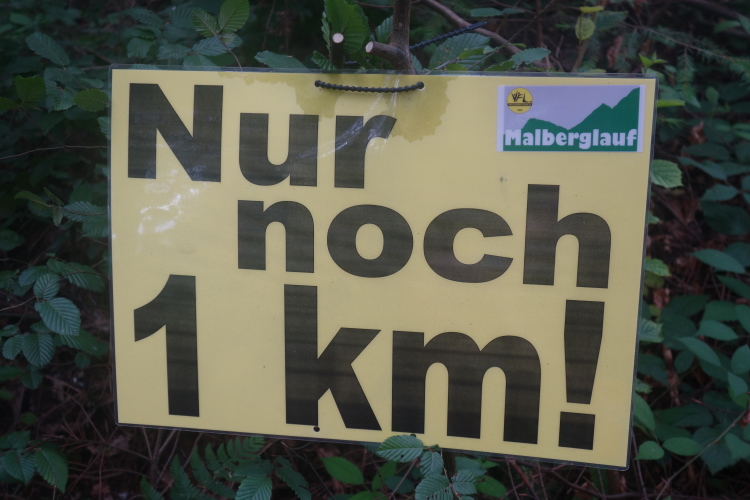 Nur
Malberglauf
noch
1 km!